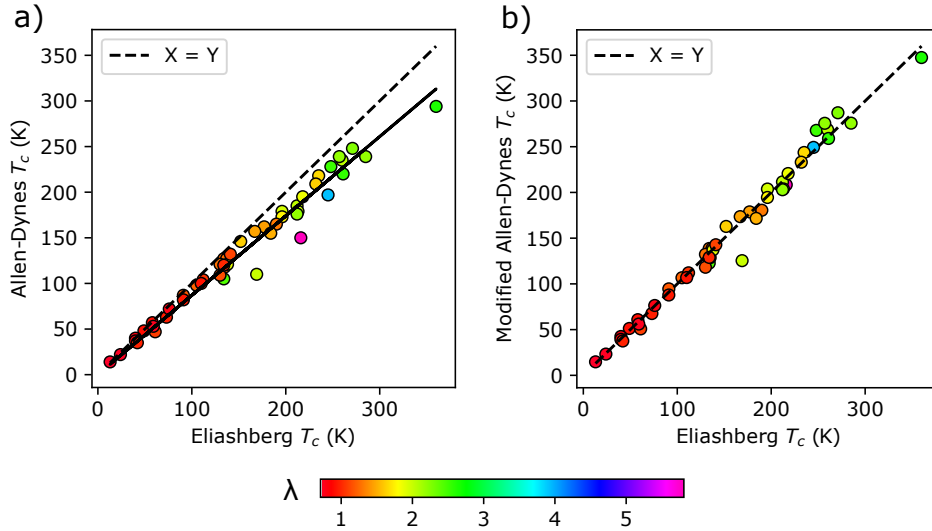 a)
X = Y
Allen-Dynes T_c (K)
350
300
250
200
150
100
50
0
0 100 200 300
Eliashberg T_c (K)
b)
X = Y
Modified Allen-Dynes T_c (K)
350
300
250
200
150
100
50
0
0 100 200 300
Eliashberg T_c (K)
λ
1 2 3 4 5